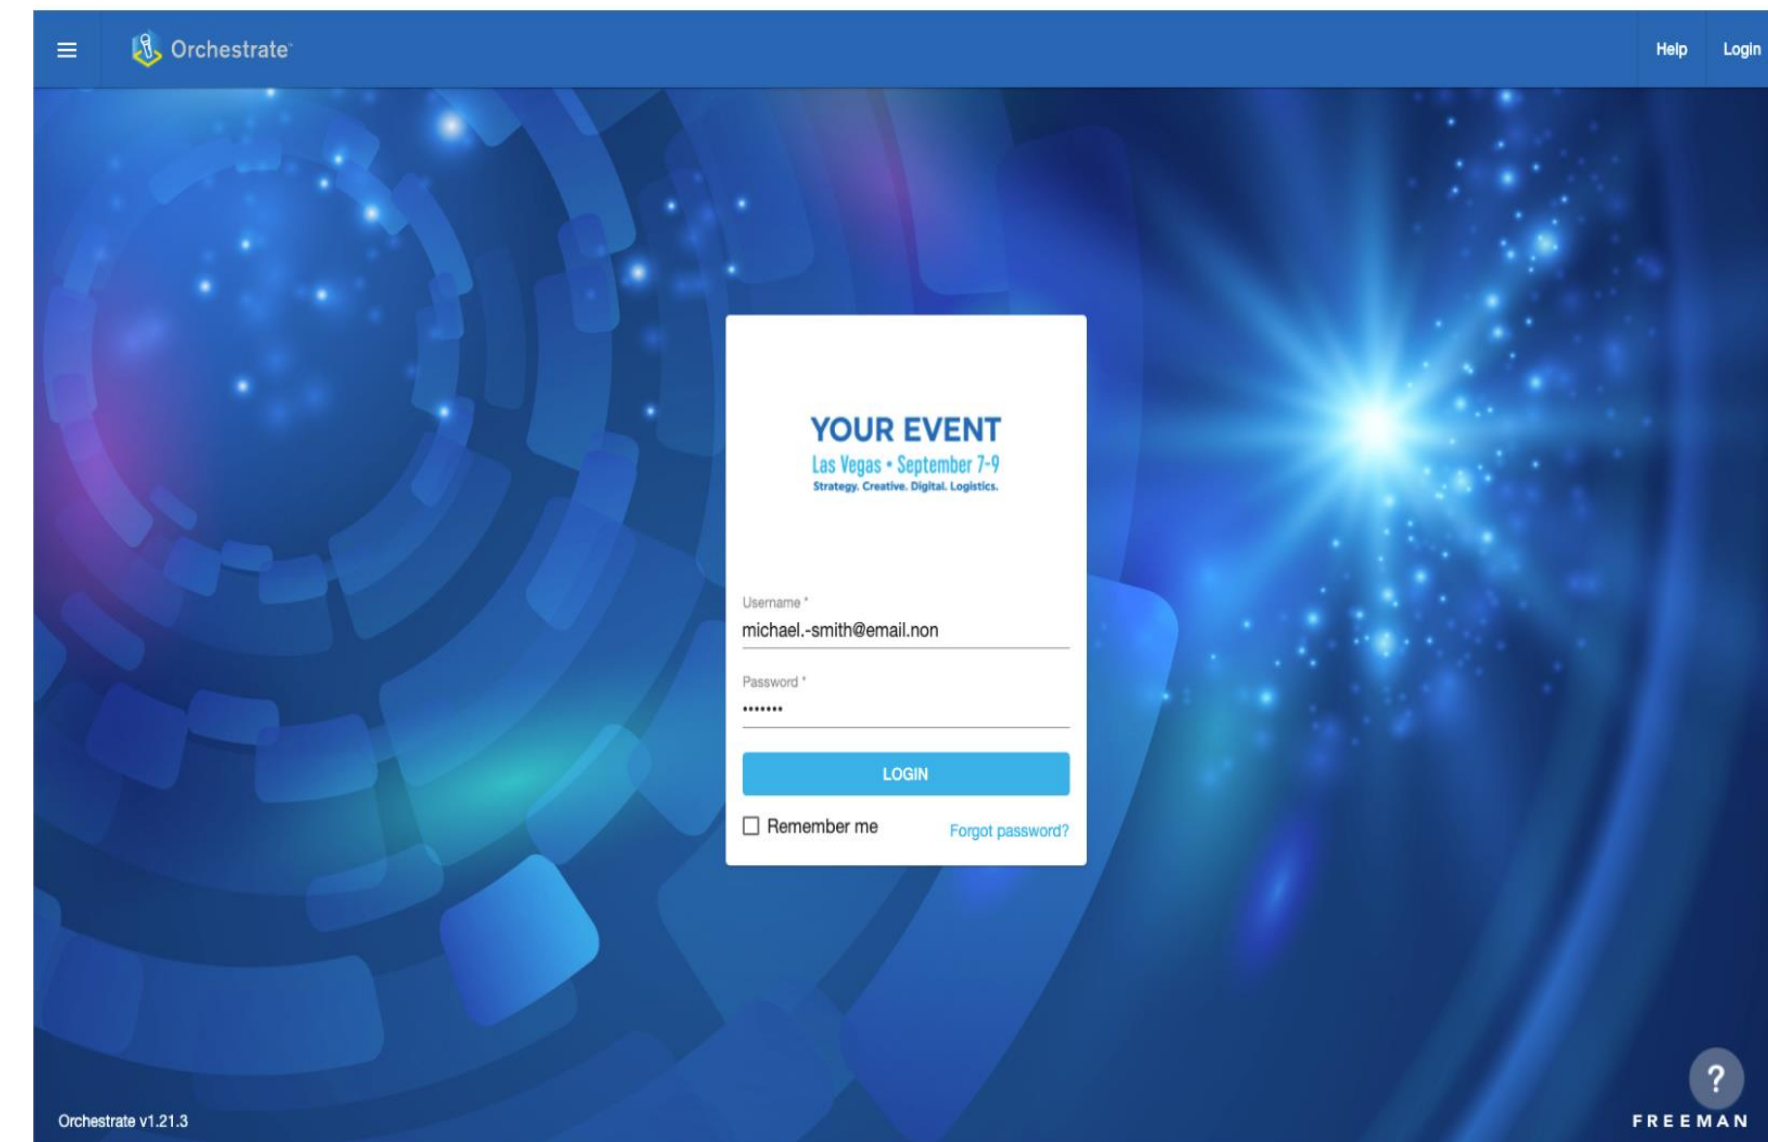 Orchestrate™
Help
Login
YOUR EVENT
Las Vegas • September 7-9
Strategy. Creative. Digital. Logistics.
Username *
michael.-smith@email.non
Password *
•••••••
LOGIN
Remember me
Forgot password?
?
Orchestrate v1.21.3
FREEMAN